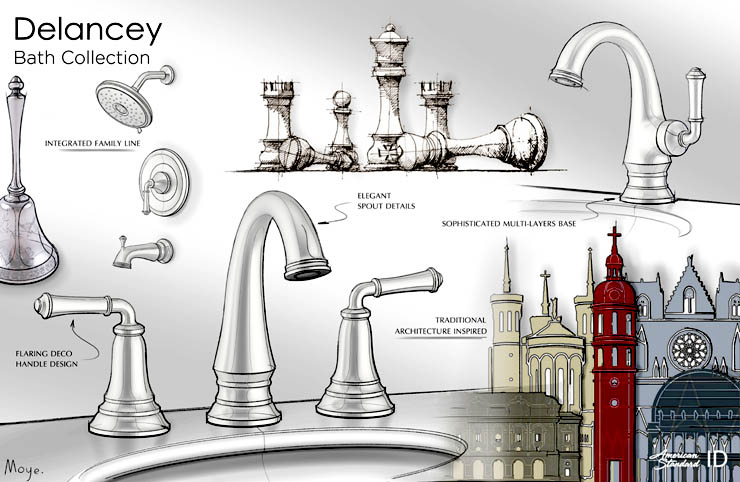 Delancey
Bath Collection
INTEGRATED FAMILY LINE
ELEGANT
SPOUT DETAILS
SOPHISTICATED MULTI-LAYERS BASE
TRADITIONAL
ARCHITECTURE INSPIRED
FLARING DECO
HANDLE DESIGN
Moye.
American
Standard
ID